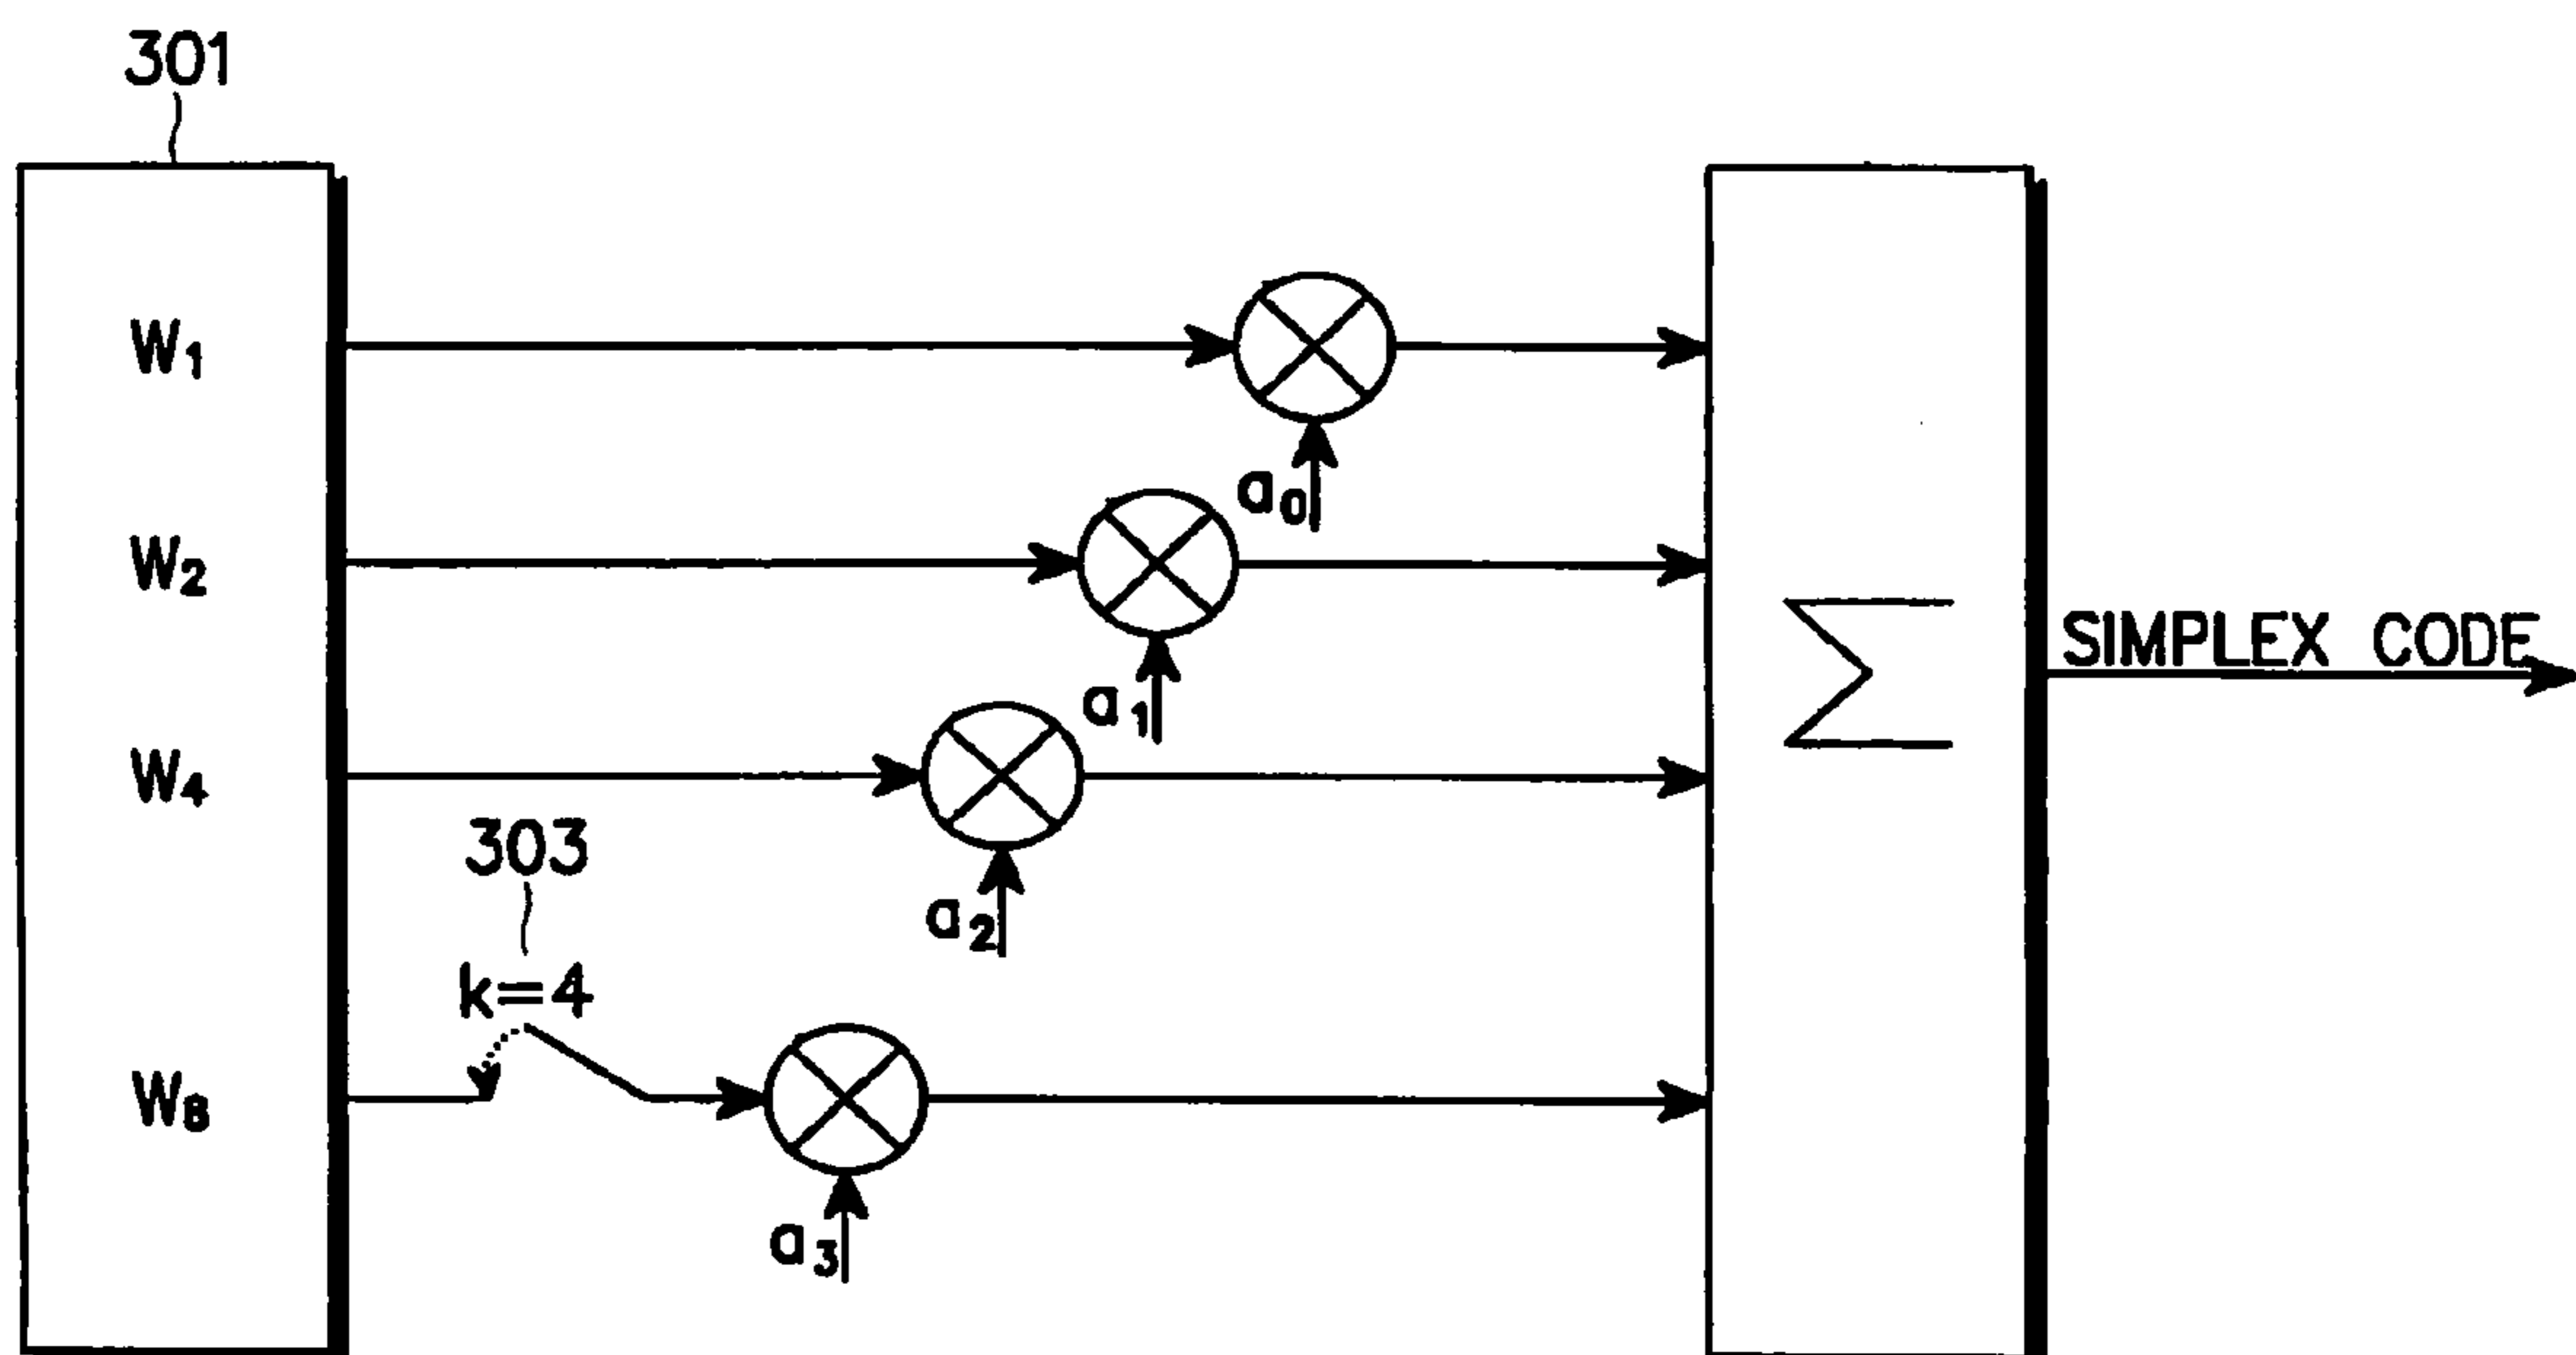 301
W₁
a₀
W₂
a₁
SIMPLEX CODE
W₄
a₂
303
k=4
W₈
a₃
Σ